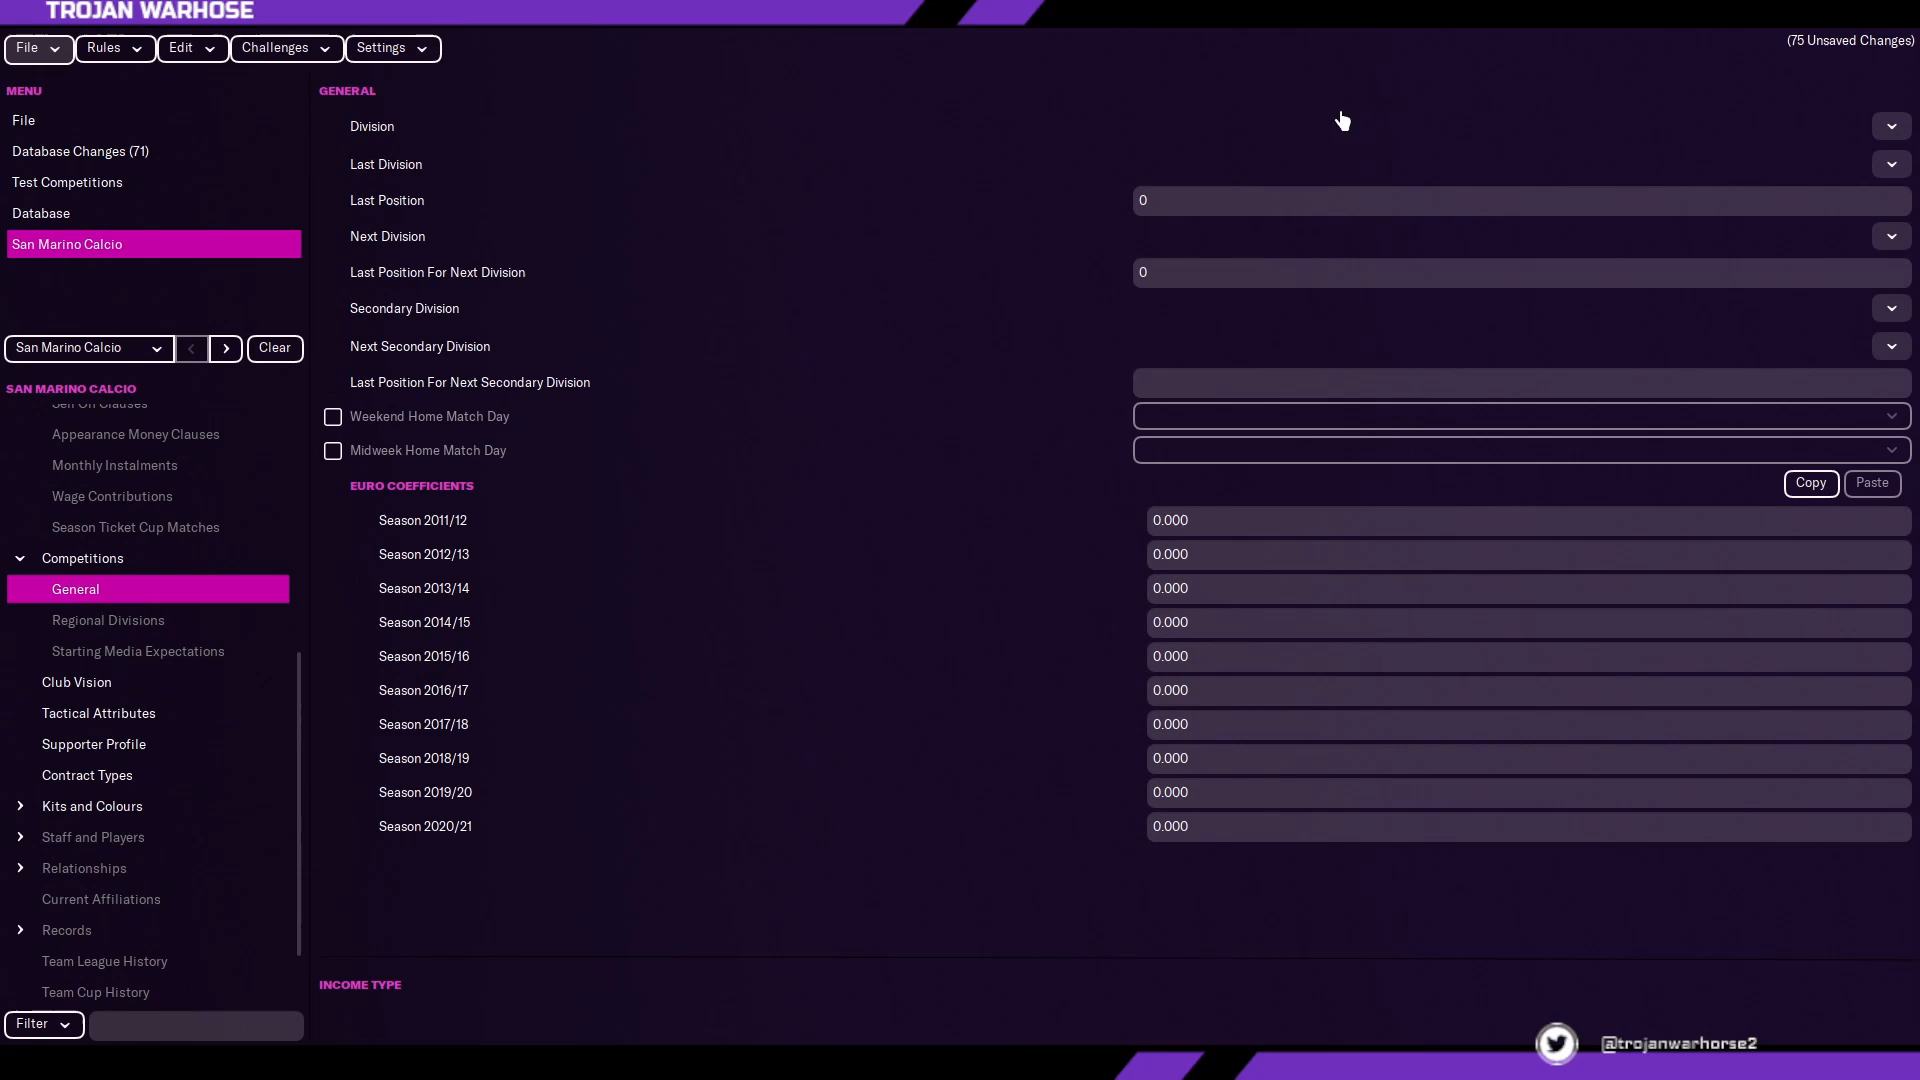 TROJAN WARHOSE
File
Rules
Edit
Challenges
Settings
(75 Unsaved Changes)
MENU
File
Database Changes (71)
Test Competitions
Database
San Marino Calcio
San Marino Calcio
Clear
SAN MARINO CALCIO
Sell On Clauses
Appearance Money Clauses
Monthly Instalments
Wage Contributions
Season Ticket Cup Matches
Competitions
General
Regional Divisions
Starting Media Expectations
Club Vision
Tactical Attributes
Supporter Profile
Contract Types
Kits and Colours
Staff and Players
Relationships
Current Affiliations
Records
Team League History
Team Cup History
Filter
GENERAL
Division
Last Division
Last Position 0
Next Division
Last Position For Next Division 0
Secondary Division
Next Secondary Division
Last Position For Next Secondary Division
Weekend Home Match Day
Midweek Home Match Day
EURO COEFFICIENTS Copy Paste
Season 2011/12 0.000
Season 2012/13 0.000
Season 2013/14 0.000
Season 2014/15 0.000
Season 2015/16 0.000
Season 2016/17 0.000
Season 2017/18 0.000
Season 2018/19 0.000
Season 2019/20 0.000
Season 2020/21 0.000
INCOME TYPE
@trojanwarhorse2